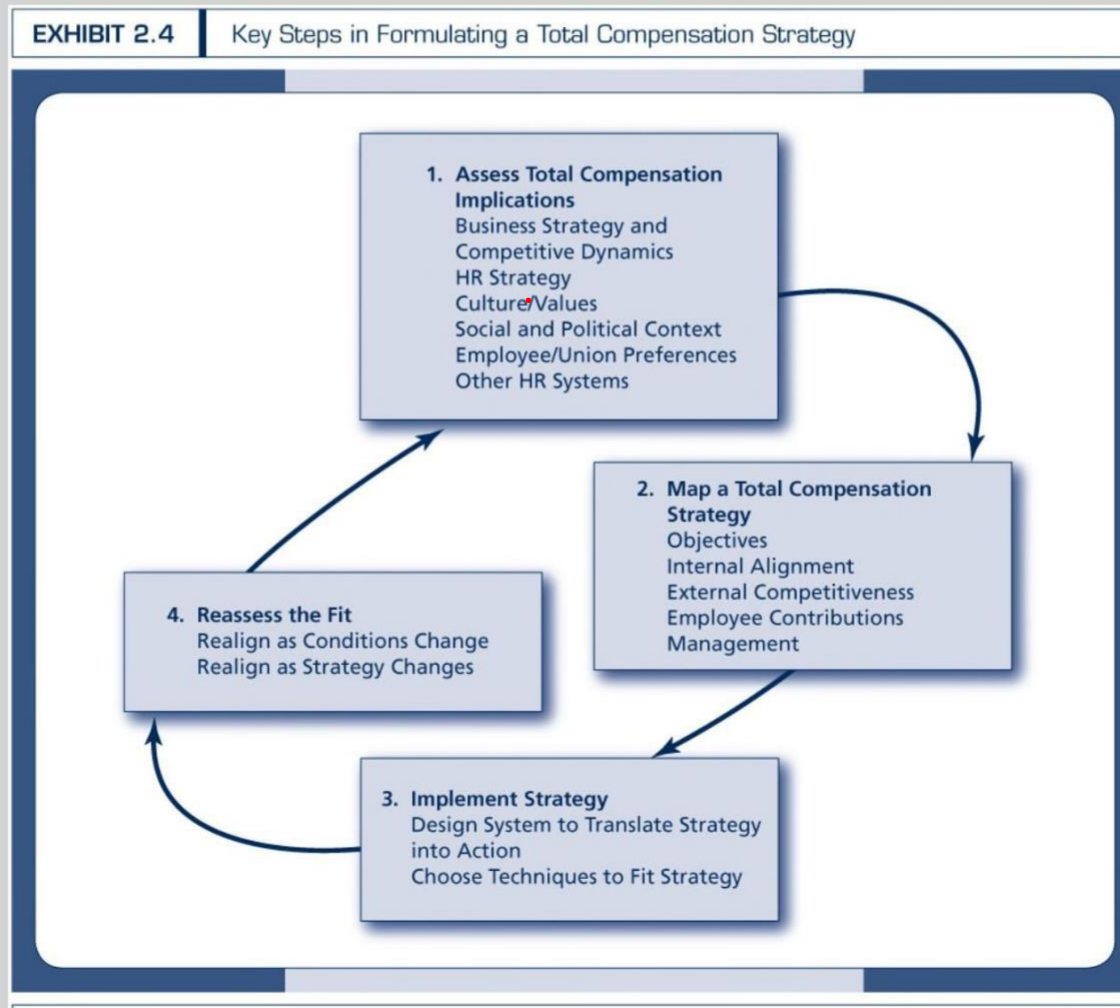 EXHIBIT 2.4
Key Steps in Formulating a Total Compensation Strategy
1. Assess Total Compensation
Implications
Business Strategy and
Competitive Dynamics
HR Strategy
Culture/Values
Social and Political Context
Employee/Union Preferences
Other HR Systems
2. Map a Total Compensation
Strategy
Objectives
Internal Alignment
External Competitiveness
Employee Contributions
Management
3. Implement Strategy
Design System to Translate Strategy
into Action
Choose Techniques to Fit Strategy
4. Reassess the Fit
Realign as Conditions Change
Realign as Strategy Changes